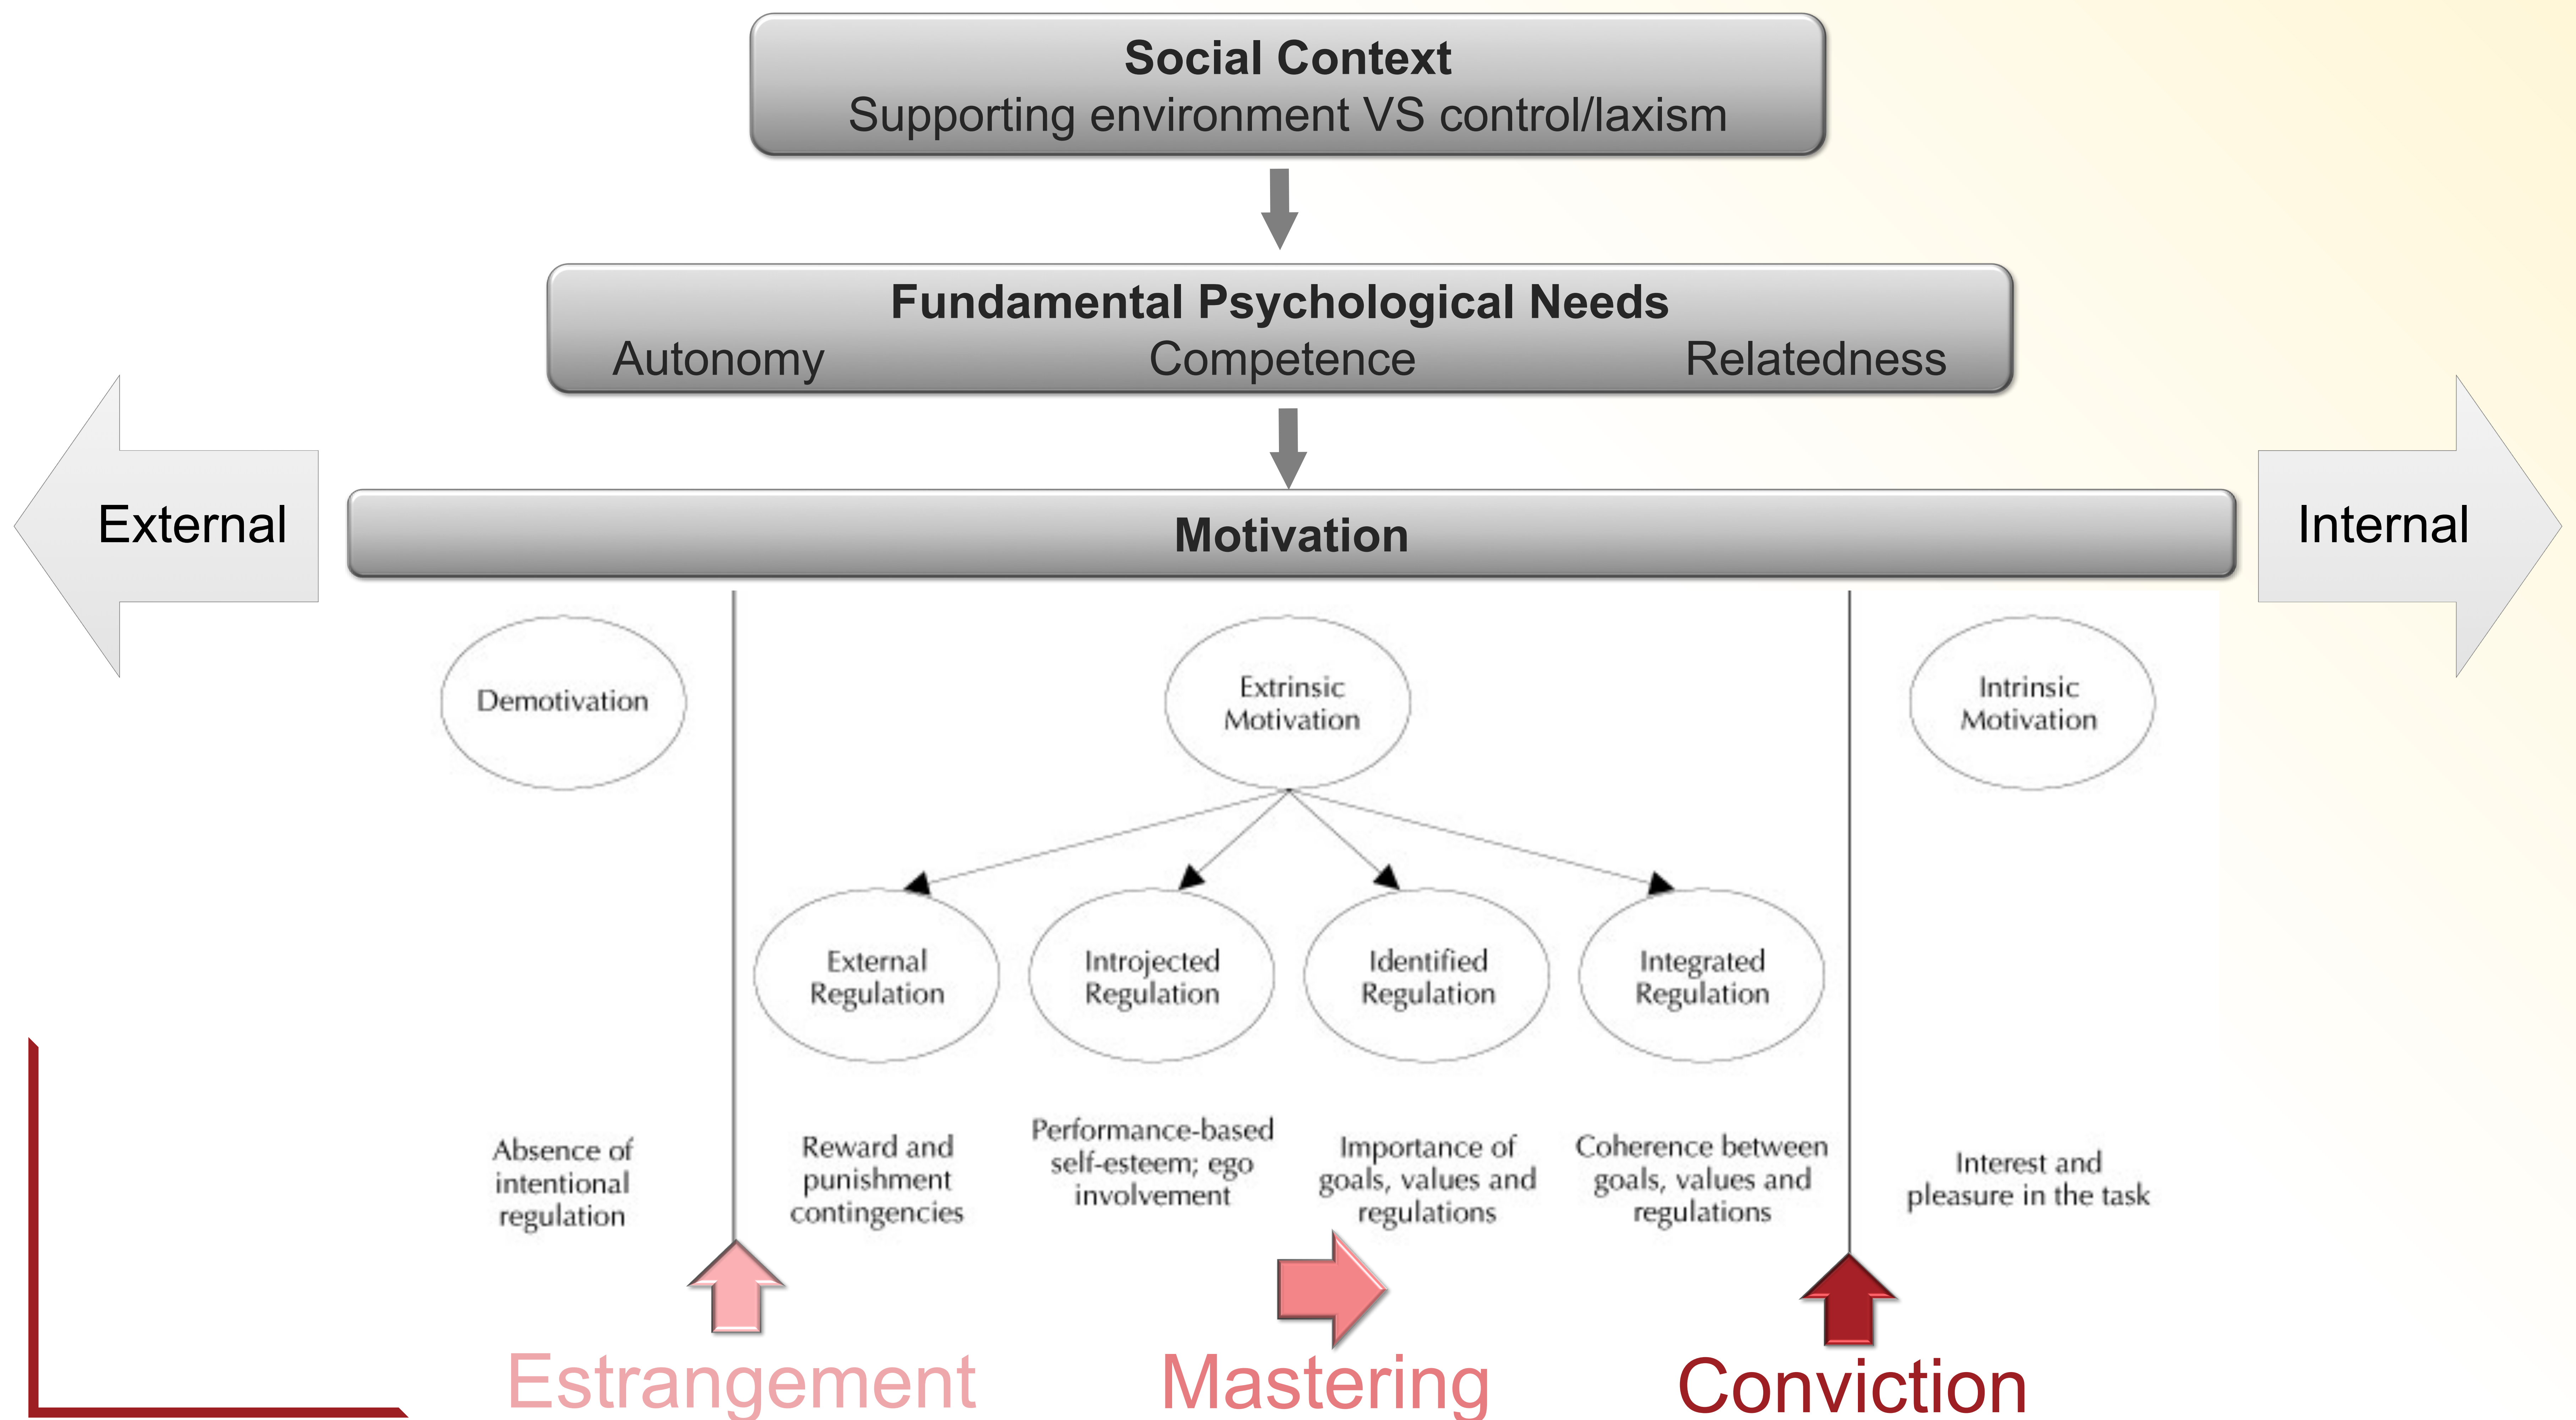 Social Context
Supporting environment VS control/laxism
Fundamental Psychological Needs
Autonomy Competence Relatedness
External
Motivation
Internal
Demotivation
Extrinsic
Motivation
Intrinsic
Motivation
External
Regulation
Introjected
Regulation
Identified
Regulation
Integrated
Regulation
Absence of
intentional
regulation
Reward and
punishment
contingencies
Performance-based
self-esteem; ego
involvement
Importance of
goals, values and
regulations
Coherence between
goals, values and
regulations
Interest and
pleasure in the task
Estrangement
Mastering
Conviction